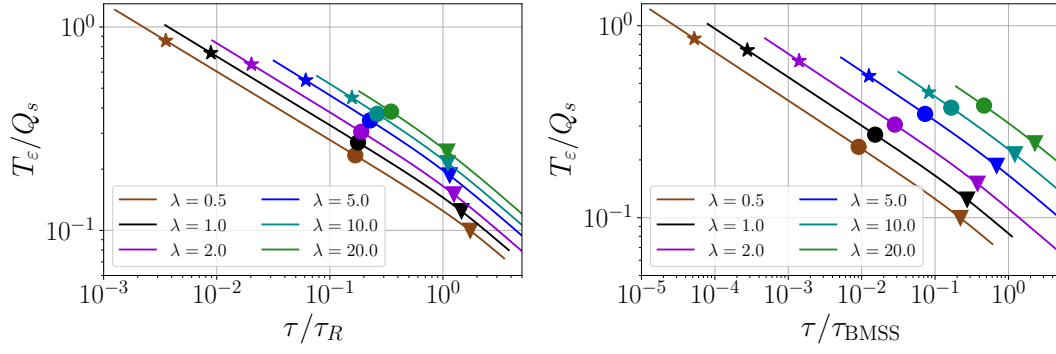 T_ε/Q_s
10^0
10^{-1}
λ = 0.5
λ = 1.0
λ = 2.0
λ = 5.0
λ = 10.0
λ = 20.0
10^{-3}
10^{-2}
10^{-1}
10^0
τ/τ_R
T_ε/Q_s
10^0
10^{-1}
λ = 0.5
λ = 1.0
λ = 2.0
λ = 5.0
λ = 10.0
λ = 20.0
10^{-5}
10^{-4}
10^{-3}
10^{-2}
10^{-1}
10^0
τ/τ_BMSS